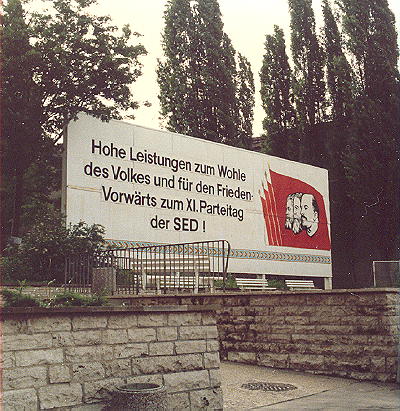 Hohe Leistungen zum Wohle
des Volkes und für den Frieden.
Vorwärts zum XI. Parteitag
der SED !